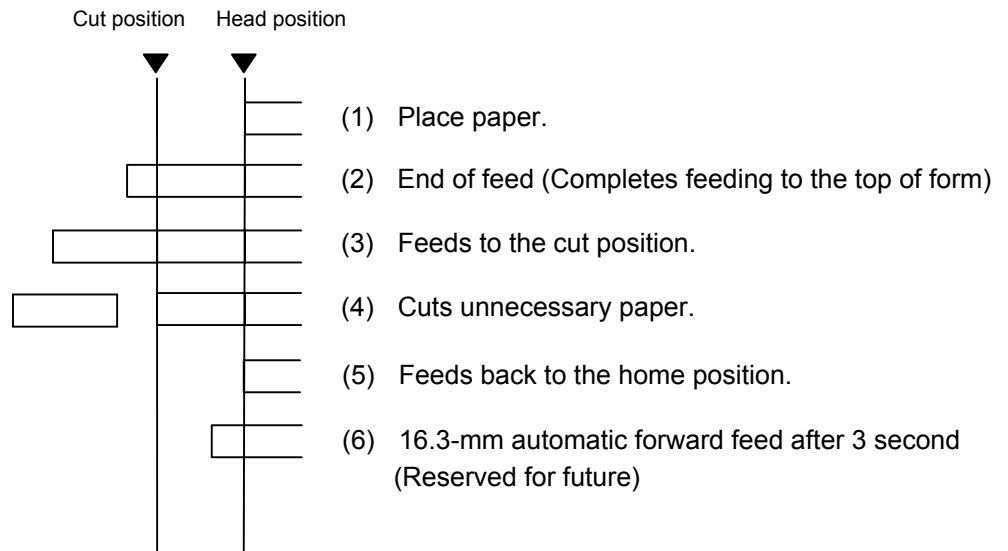 Cut position Head position
(1) Place paper.
(2) End of feed (Completes feeding to the top of form)
(3) Feeds to the cut position.
(4) Cuts unnecessary paper.
(5) Feeds back to the home position.
(6) 16.3-mm automatic forward feed after 3 second
(Reserved for future)